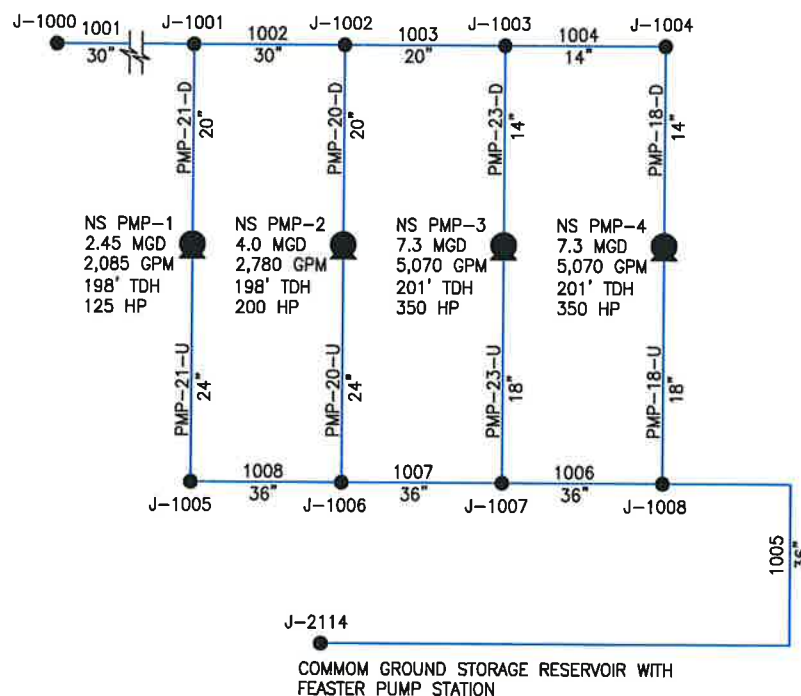 J-1000
J-1001
J-1002
J-1003
J-1004
1001
30"
1002
30"
1003
20"
1004
14"
PMP-21-D
20"
PMP-20-D
20"
PMP-23-D
14"
PMP-18-D
14"
NS PMP-1
2.45 MGD
2,085 GPM
198' TDH
125 HP
NS PMP-2
4.0 MGD
2,780 GPM
198' TDH
200 HP
NS PMP-3
7.3 MGD
5,070 GPM
201' TDH
350 HP
NS PMP-4
7.3 MGD
5,070 GPM
201' TDH
350 HP
PMP-21-U
24"
PMP-20-U
24"
PMP-23-U
18"
PMP-18-U
18"
1008
36"
1007
36"
1006
36"
J-1005
J-1006
J-1007
J-1008
1005
36"
J-2114
COMMOM GROUND STORAGE RESERVOIR WITH
FEASTER PUMP STATION